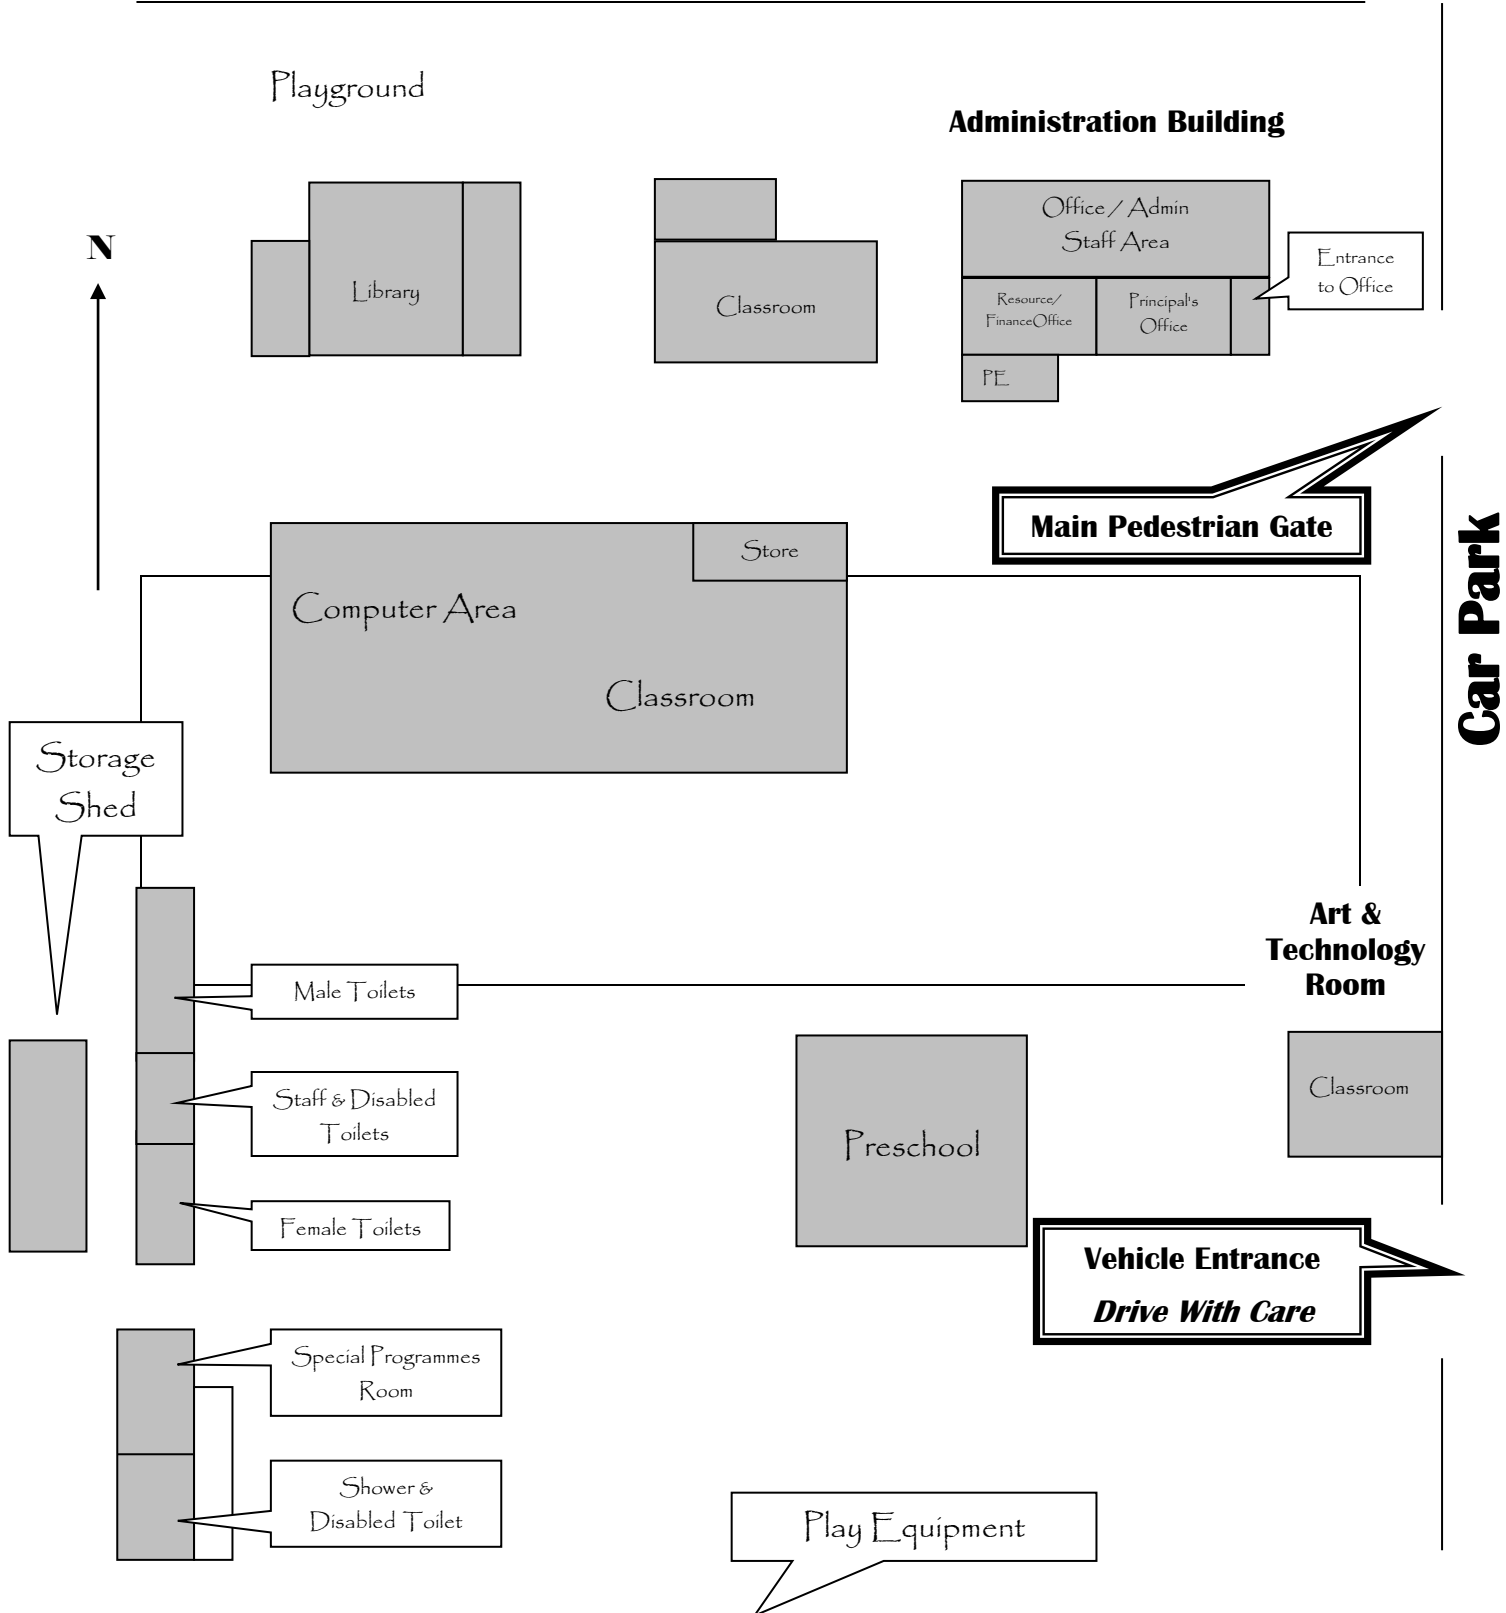 Playground
Administration Building
Office / Admin
Staff Area
N
Entrance
to Office
Library
Classroom
Resource/
FinanceOffice
Principal's
Office
PE
Main Pedestrian Gate
Car Park
Store
Computer Area
Classroom
Storage
Shed
Art &
Technology
Room
Male Toilets
Staff & Disabled
Toilets
Classroom
Preschool
Female Toilets
Vehicle Entrance
Drive With Care
Special Programmes
Room
Shower &
Disabled Toilet
Play Equipment